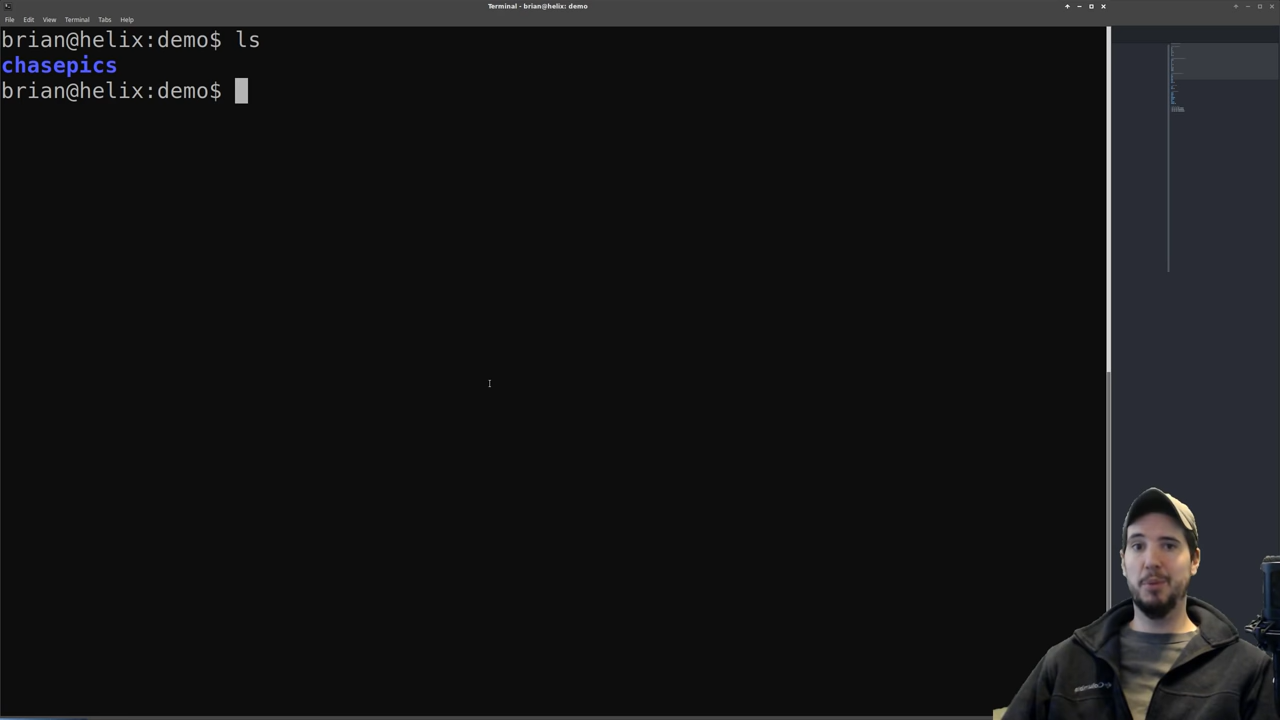 Terminal - brian@helix: demo
File Edit View Terminal Tabs Help
brian@helix:demo$ ls
chasepics
brian@helix:demo$